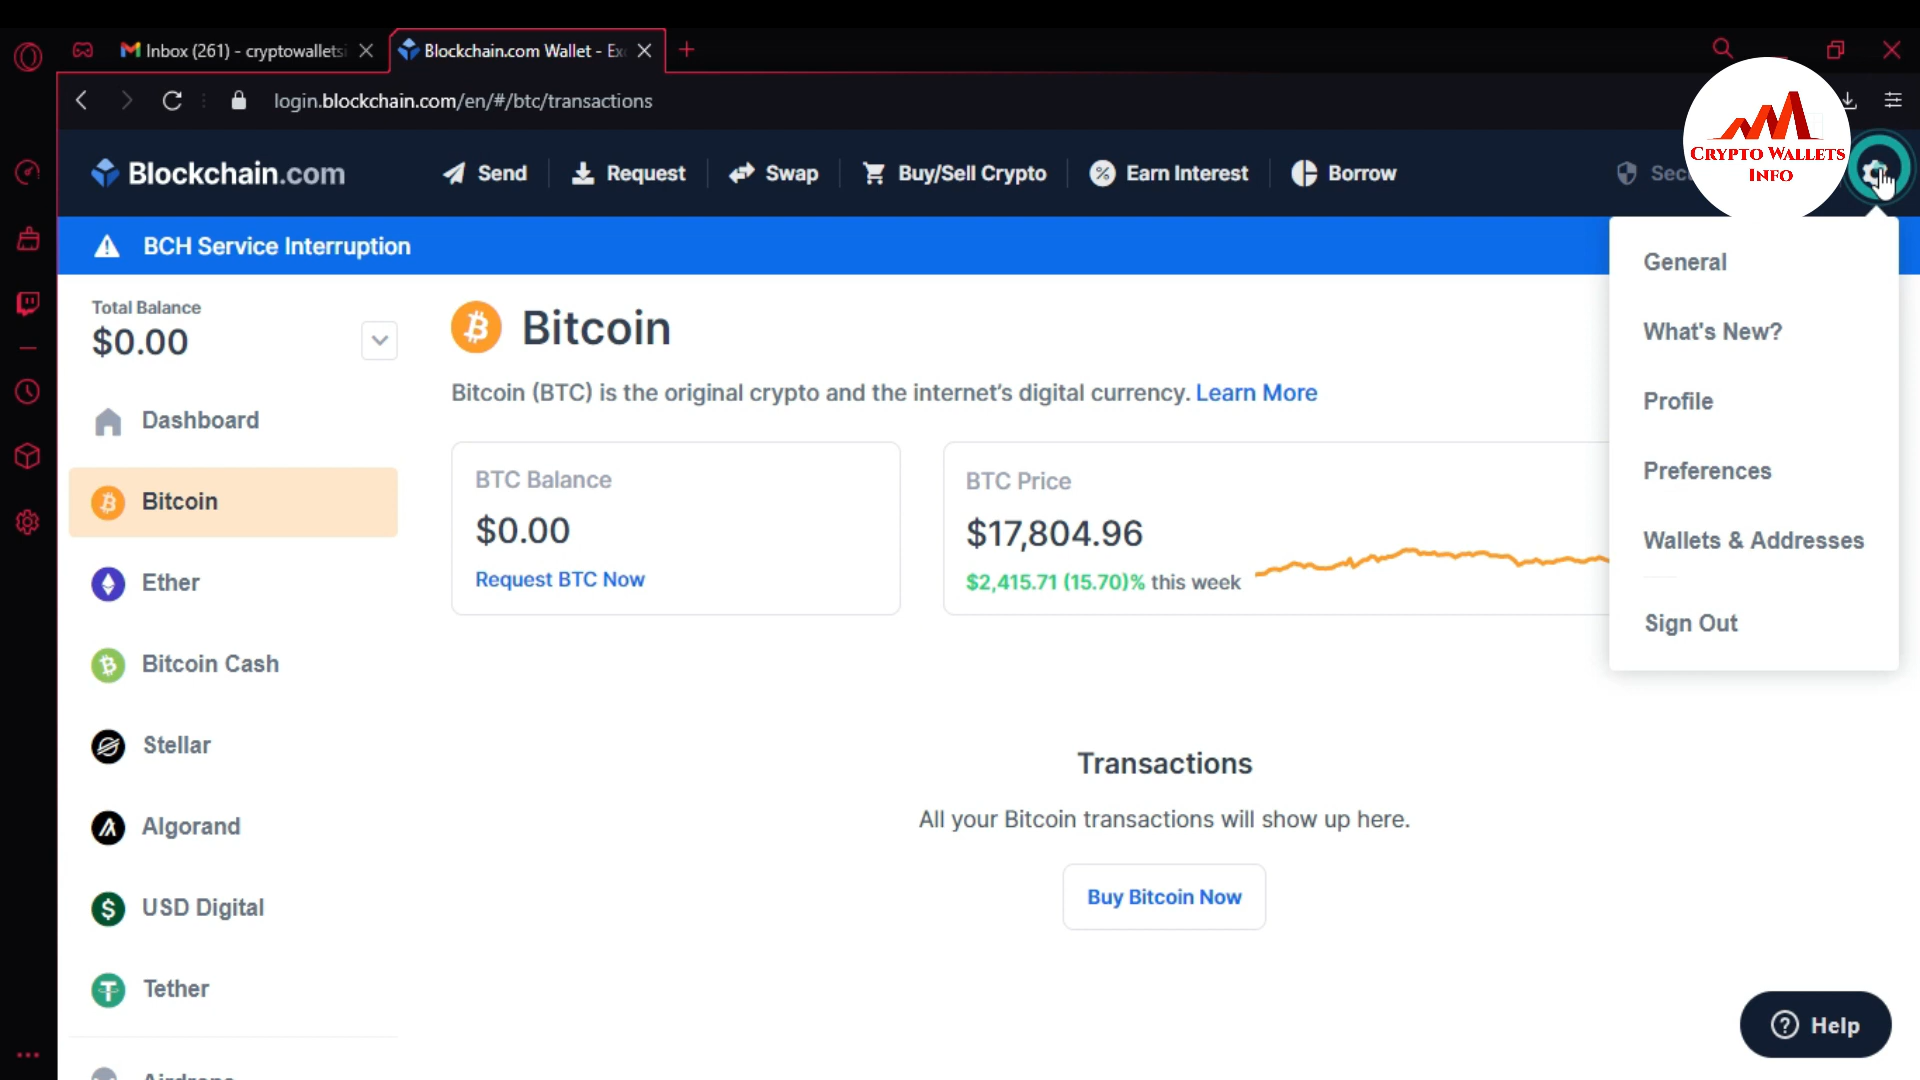 Inbox (261) - cryptowallets
Blockchain.com Wallet - Ex
login.blockchain.com/en/#/btc/transactions
Blockchain.com
Send
Request
Swap
Buy/Sell Crypto
Earn Interest
Borrow
Crypto Wallets
Info
BCH Service Interruption
General
What's New?
Profile
Preferences
Wallets & Addresses
Sign Out
Total Balance
$0.00
Dashboard
Bitcoin
Ether
Bitcoin Cash
Stellar
Algorand
USD Digital
Tether
Bitcoin
Bitcoin (BTC) is the original crypto and the internet's digital currency. Learn More
BTC Balance
$0.00
Request BTC Now
BTC Price
$17,804.96
$2,415.71 (15.70)% this week
Transactions
All your Bitcoin transactions will show up here.
Buy Bitcoin Now
Help